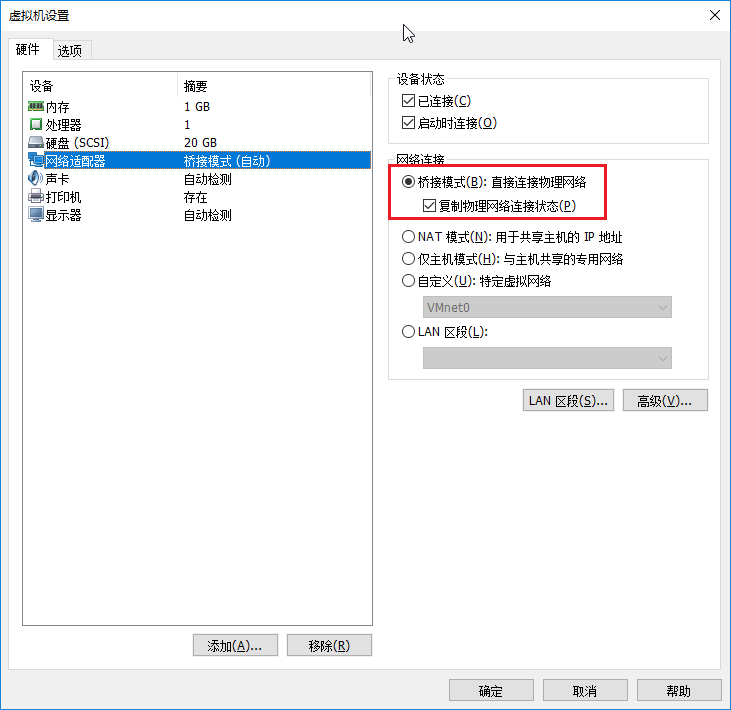 虚拟机设置
硬件 选项
设备 摘要
内存 1 GB
处理器 1
硬盘 (SCSI) 20 GB
网络适配器 桥接模式 (自动)
声卡 自动检测
打印机 存在
显示器 自动检测
添加(A)... 移除(R)
设备状态
已连接(C)
启动时连接(O)
网络连接
桥接模式(B): 直接连接物理网络
复制物理网络连接状态(P)
NAT 模式(N): 用于共享主机的 IP 地址
仅主机模式(H): 与主机共享的专用网络
自定义(U): 特定虚拟网络
VMnet0
LAN 区段(L):
LAN 区段(S)... 高级(V)...
确定 取消 帮助